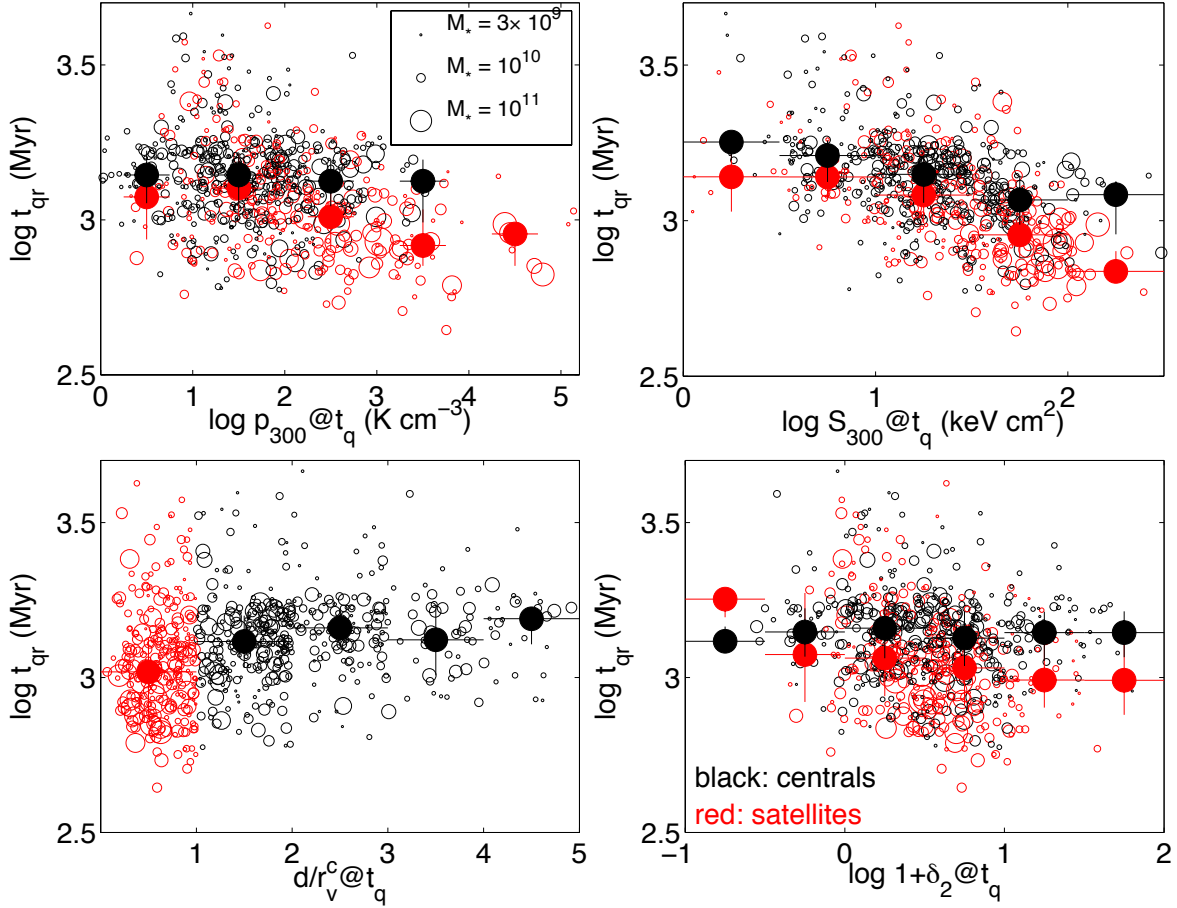 M* = 3× 10^9
M* = 10^10
M* = 10^11
3.5
3
2.5
log t_qr (Myr)
0 1 2 3 4 5
log p_300@t_q (K cm^−3)
3.5
3
2.5
log t_qr (Myr)
0 1 2
log S_300@t_q (keV cm^2)
3.5
3
2.5
log t_qr (Myr)
1 2 3 4 5
d/r_v^c@t_q
3.5
3
2.5
log t_qr (Myr)
black: centrals
red: satellites
−1 0 1 2
log 1+δ_2@t_q